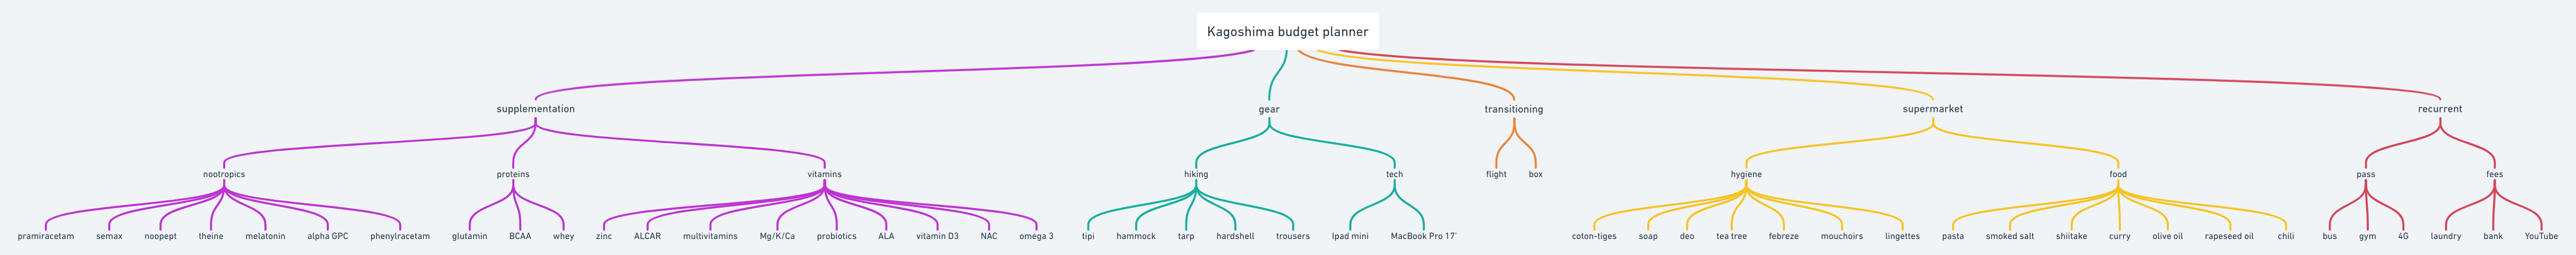 Kagoshima budget planner
supplementation
gear
transitioning
supermarket
recurrent
nootropics
proteins
vitamins
hiking
tech
flight
box
hygiene
food
pass
fees
pramiracetam
semax
noopept
theine
melatonin
alpha GPC
phenylracetam
glutamin
BCAA
whey
zinc
ALCAR
multivitamins
Mg/K/Ca
probiotics
ALA
vitamin D3
NAC
omega 3
tipi
hammock
tarp
hardshell
trousers
Ipad mini
MacBook Pro 17'
coton-tiges
soap
deo
tea tree
febreze
mouchoirs
lingettes
pasta
smoked salt
shiitake
curry
olive oil
rapeseed oil
chili
bus
gym
4G
laundry
bank
YouTube